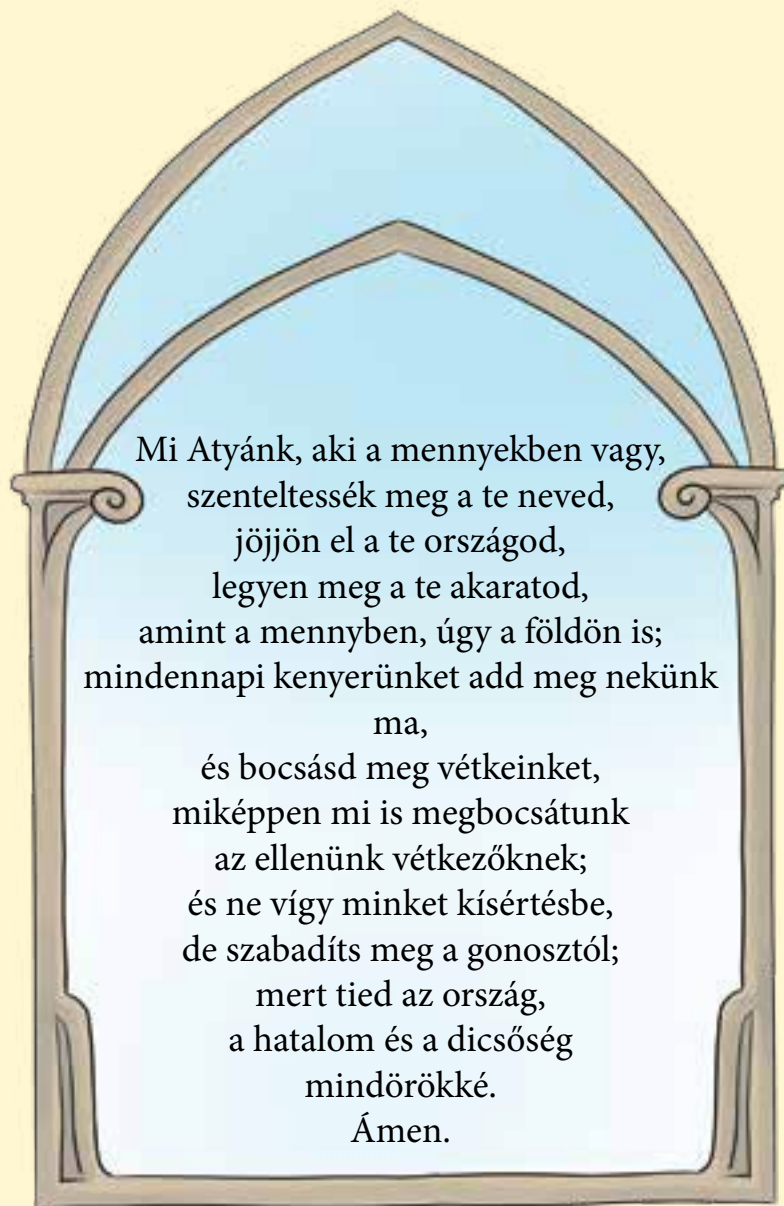 Mi Atyánk, aki a mennyekben vagy,
szenteltessék meg a te neved,
jöjjön el a te országod,
legyen meg a te akaratod,
amint a mennyben, úgy a földön is;
mindennapi kenyerünket add meg nekünk
ma,
és bocsásd meg vétkeinket,
miképpen mi is megbocsátunk
az ellenünk vétkezőknek;
és ne vígy minket kísértésbe,
de szabadíts meg a gonosztól;
mert tied az ország,
a hatalom és a dicsőség
mindörökké.
Ámen.